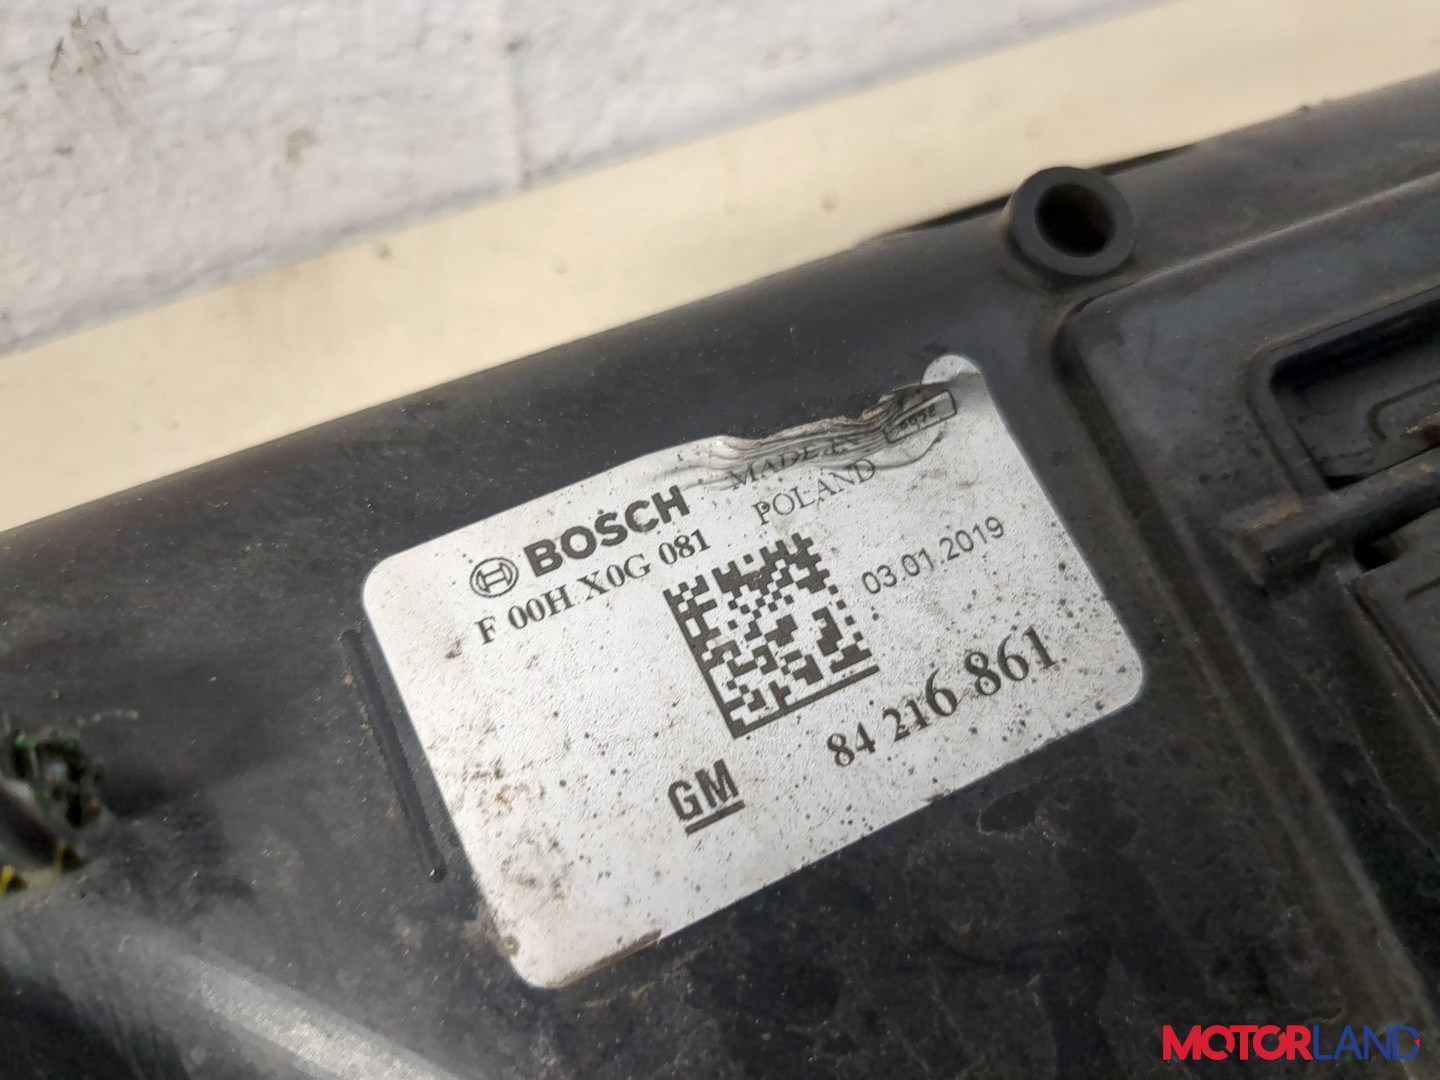 BOSCH
F 00H X0G 081
MADE IN
POLAND
03.01.2019
84 216 861
GM
MOTORLAND